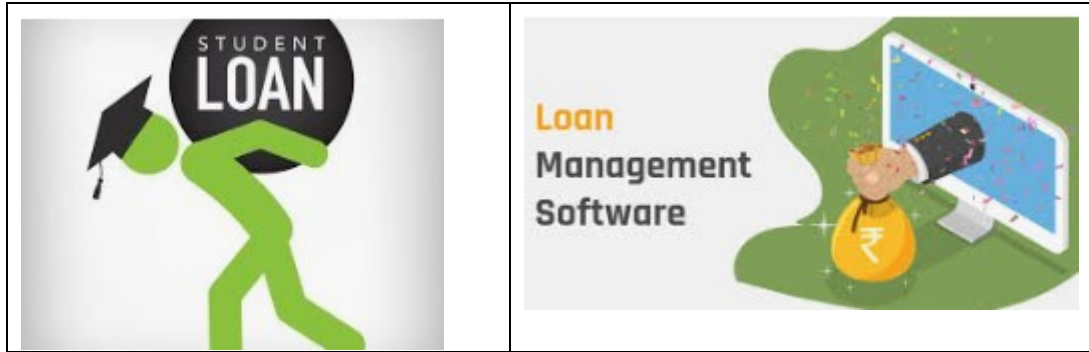 STUDENT
LOAN
Loan
Management
Software
₹